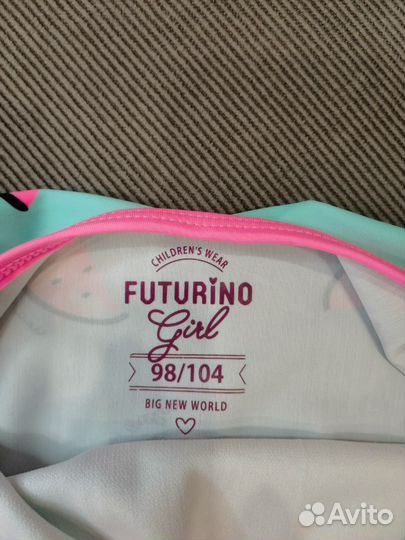 CHILDREN'S WEAR
FUTURINO
Girl
98/104
BIG NEW WORLD
Avito